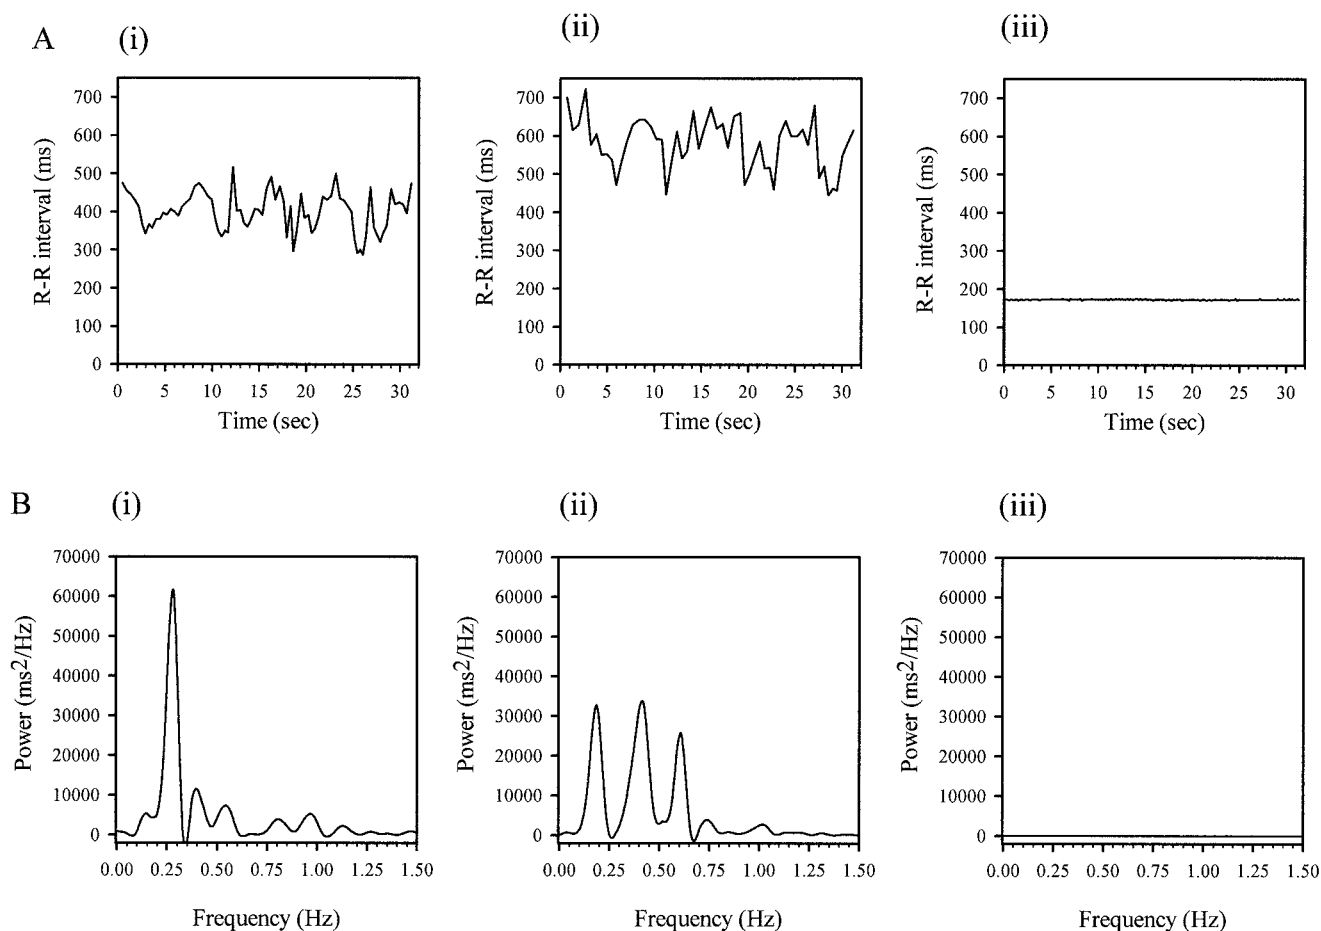 A (i) (ii) (iii)
700
600
500
400
300
200
100
0
R-R interval (ms)
0 5 10 15 20 25 30
Time (sec)
700
600
500
400
300
200
100
0
R-R interval (ms)
0 5 10 15 20 25 30
Time (sec)
700
600
500
400
300
200
100
0
R-R interval (ms)
0 5 10 15 20 25 30
Time (sec)
B (i) (ii) (iii)
70000
60000
50000
40000
30000
20000
10000
0
Power (ms2/Hz)
0.00 0.25 0.50 0.75 1.00 1.25 1.50
Frequency (Hz)
70000
60000
50000
40000
30000
20000
10000
0
Power (ms2/Hz)
0.00 0.25 0.50 0.75 1.00 1.25 1.50
Frequency (Hz)
70000
60000
50000
40000
30000
20000
10000
0
Power (ms2/Hz)
0.00 0.25 0.50 0.75 1.00 1.25 1.50
Frequency (Hz)